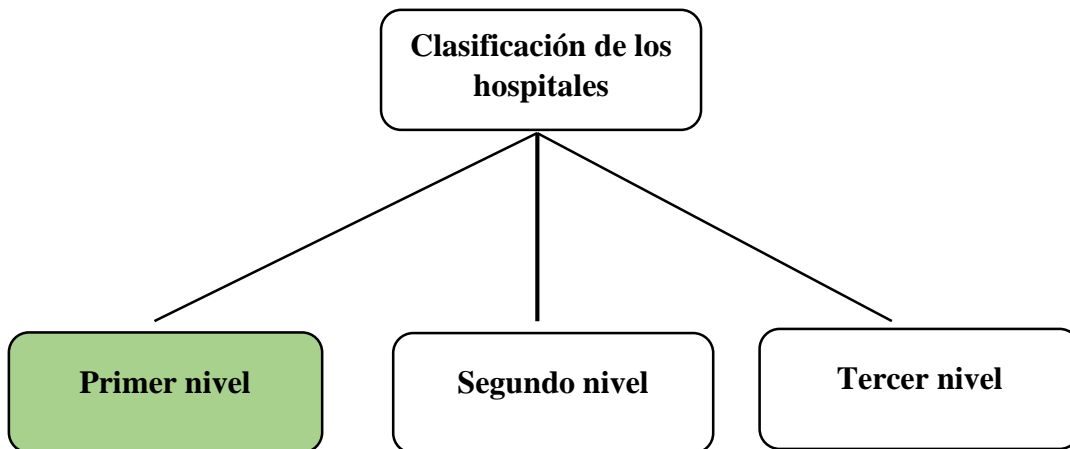 Clasificación de los
hospitales
Primer nivel
Segundo nivel
Tercer nivel